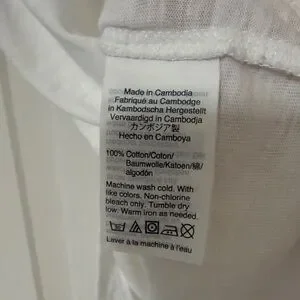 Made in Cambodia
Fabriqué au Cambodge
in Kambodscha Hergestellt
Vervaardigd in Cambodja
カンボジア製
Hecho en Camboya
100% Cotton/Coton/
Baumwolle/Katoen/綿/
algodón
Machine wash cold. With
like colors. Non-chlorine
bleach only. Tumble dry
low. Warm iron as needed.
Laver à la machine à l'eau